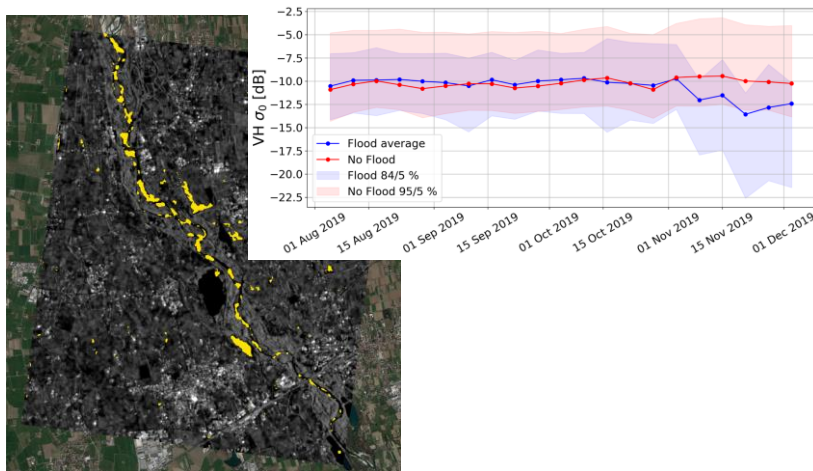 −2.5
−5.0
−7.5
−10.0
−12.5
−15.0
−17.5
−20.0
−22.5
VH σ₀ [dB]
Flood average
No Flood
Flood 84/5 %
No Flood 95/5 %
01 Aug 2019
15 Aug 2019
01 Sep 2019
15 Sep 2019
01 Oct 2019
15 Oct 2019
01 Nov 2019
15 Nov 2019
01 Dec 2019